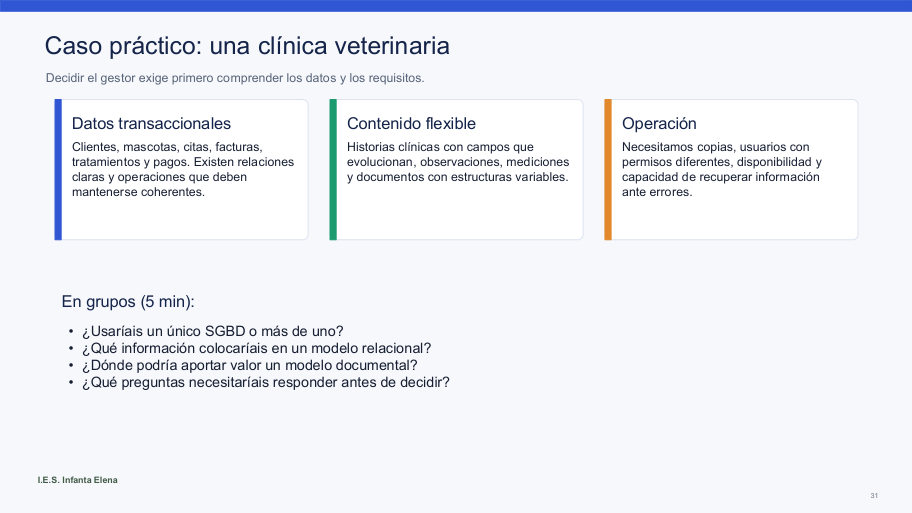 Caso práctico: una clínica veterinaria
Decidir el gestor exige primero comprender los datos y los requisitos.
Datos transaccionales
Clientes, mascotas, citas, facturas,
tratamientos y pagos. Existen relaciones
claras y operaciones que deben
mantenerse coherentes.
Contenido flexible
Historias clínicas con campos que
evolucionan, observaciones, mediciones
y documentos con estructuras variables.
Operación
Necesitamos copias, usuarios con
permisos diferentes, disponibilidad y
capacidad de recuperar información
ante errores.
En grupos (5 min):
• ¿Usaríais un único SGBD o más de uno?
• ¿Qué información colocaríais en un modelo relacional?
• ¿Dónde podría aportar valor un modelo documental?
• ¿Qué preguntas necesitaríais responder antes de decidir?
I.E.S. Infanta Elena
31